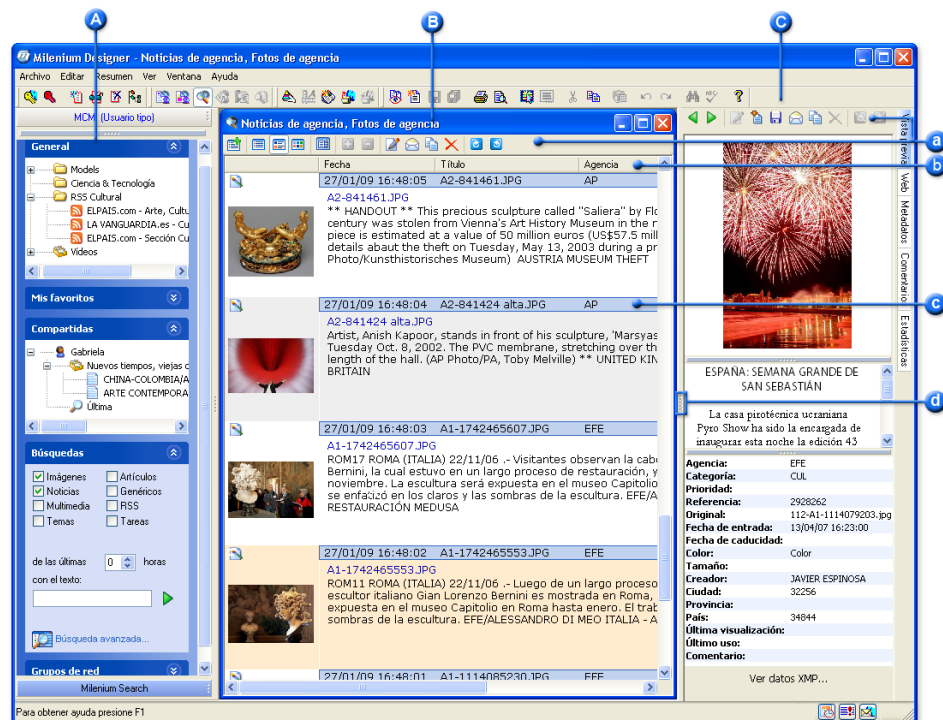 A
B
C
Milenium Designer - Noticias de agencia, Fotos de agencia
Archivo Editar Resumen Ver Ventana Ayuda
MCM (Usuario tipo)
General
Models
Ciencia & Tecnología
RSS Cultural
ELPAIS.com - Arte, Cultu
LA VANGUARDIA.es - Cu
ELPAIS.com - Sección Cu
Vídeos
Mis favoritos
Compartidas
Gabriela
Nuevos tiempos, viejas c
CHINA-COLOMBIA/A
ARTE CONTEMPORA
Última
Búsquedas
Imágenes Artículos
Noticias Genéricos
Multimedia RSS
Temas Tareas
de las últimas 0 horas
con el texto:
Búsqueda avanzada...
Grupos de red
Milenium Search
Para obtener ayuda presione F1
Noticias de agencia, Fotos de agencia
Fecha Título Agencia
27/01/09 16:48:05 A2-841461.JPG AP
A2-841461.JPG
** HANDOUT ** This precious sculpture called "Saliera" by Flo
century was stolen from Vienna's Art History Museum in the n
piece is estimated at a value of 50 million euros (US$57.5 mill
details abaut the theft on Tuesday, May 13, 2003 during a pr
Photo/Kunsthistorisches Museum) AUSTRIA MUSEUM THEFT
27/01/09 16:48:04 A2-841424 alta.JPG AP
A2-841424 alta.JPG
Artist, Anish Kapoor, stands in front of his sculpture, 'Marsyas
Tuesday Oct. 8, 2002. The PVC membrane, stretching over th
length of the hall. (AP Photo/PA, Toby Melville) ** UNITED KIN
BRITAIN
27/01/09 16:48:03 A1-1742465607.JPG EFE
A1-1742465607.JPG
ROM17 ROMA (ITALIA) 22/11/06 .- Visitantes observan la cabe
Bernini, la cual estuvo en un largo proceso de restauración, y
noviembre. La escultura será expuesta en el museo Capitolio
se enfatizó en los claros y las sombras de la escultura. EFE/A
RESTAURACIÓN MEDUSA
27/01/09 16:48:02 A1-1742465553.JPG EFE
A1-1742465553.JPG
ROM11 ROMA (ITALIA) 22/11/06 .- Luego de un largo proceso
escultor italiano Gian Lorenzo Bernini es mostrada en Roma,
expuesta en el museo Capitolio en Roma hasta enero. El trab
sombras de la escultura. EFE/ALESSANDRO DI MEO ITALIA - A
27/01/09 16:48:01 A1-1114085230.JPG EFE
Vista previa
Web
Metadatos
Comentario
Estadísticas
a
b
c
d
ESPAÑA: SEMANA GRANDE DE
SAN SEBASTIÁN
La casa pirotécnica ucraniana
Pyro Show ha sido la encargada de
inaugurar esta noche la edición 43
Agencia: EFE
Categoría: CUL
Prioridad:
Referencia: 2928262
Original: 112-A1-1114079203.jpg
Fecha de entrada: 13/04/07 16:23:00
Fecha de caducidad:
Color: Color
Tamaño:
Creador: JAVIER ESPINOSA
Ciudad: 32256
Provincia:
País: 34844
Última visualización:
Último uso:
Comentario:
Ver datos XMP...